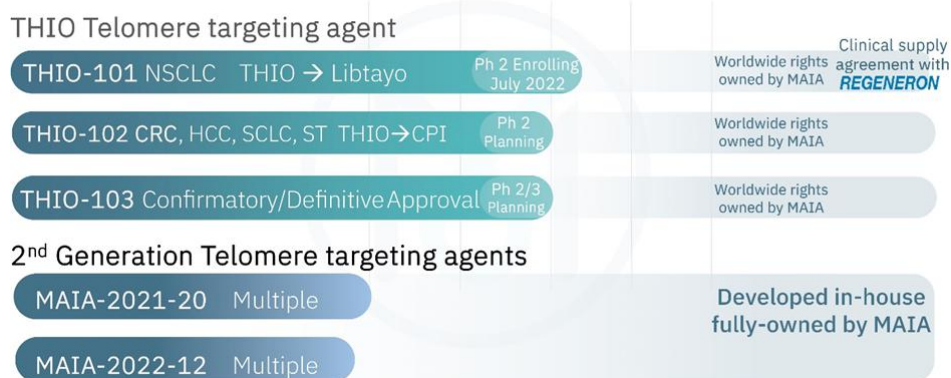 THIO Telomere targeting agent
Clinical supply
agreement with
REGENERON
THIO-101 NSCLC THIO → Libtayo
Ph 2 Enrolling
July 2022
Worldwide rights
owned by MAIA
THIO-102 CRC, HCC, SCLC, ST THIO→CPI
Ph 2
Planning
Worldwide rights
owned by MAIA
THIO-103 Confirmatory/Definitive Approval
Ph 2/3
Planning
Worldwide rights
owned by MAIA
2nd Generation Telomere targeting agents
MAIA-2021-20 Multiple
Developed in-house
fully-owned by MAIA
MAIA-2022-12 Multiple